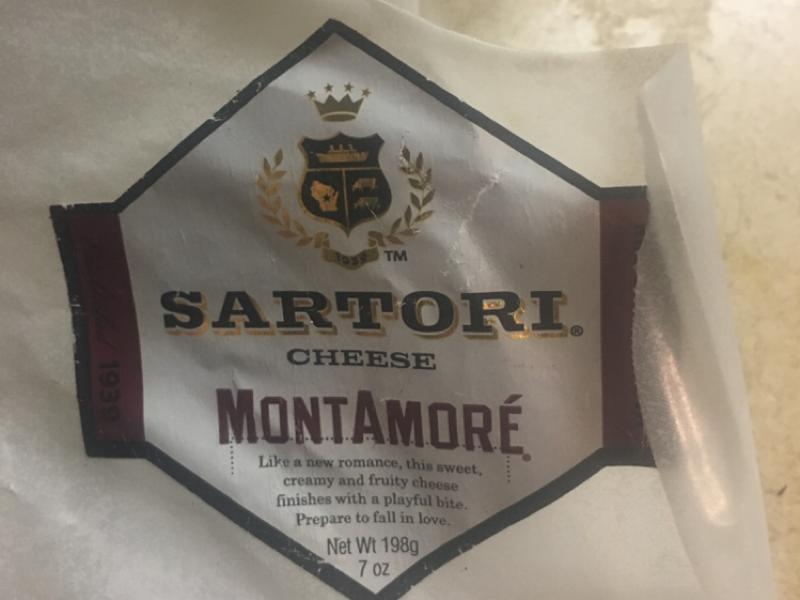 1939
TM
SARTORI®
CHEESE
MONTAMORÉ®
Like a new romance, this sweet,
creamy and fruity cheese
finishes with a playful bite.
Prepare to fall in love.
Net Wt 198g
7 oz
1939